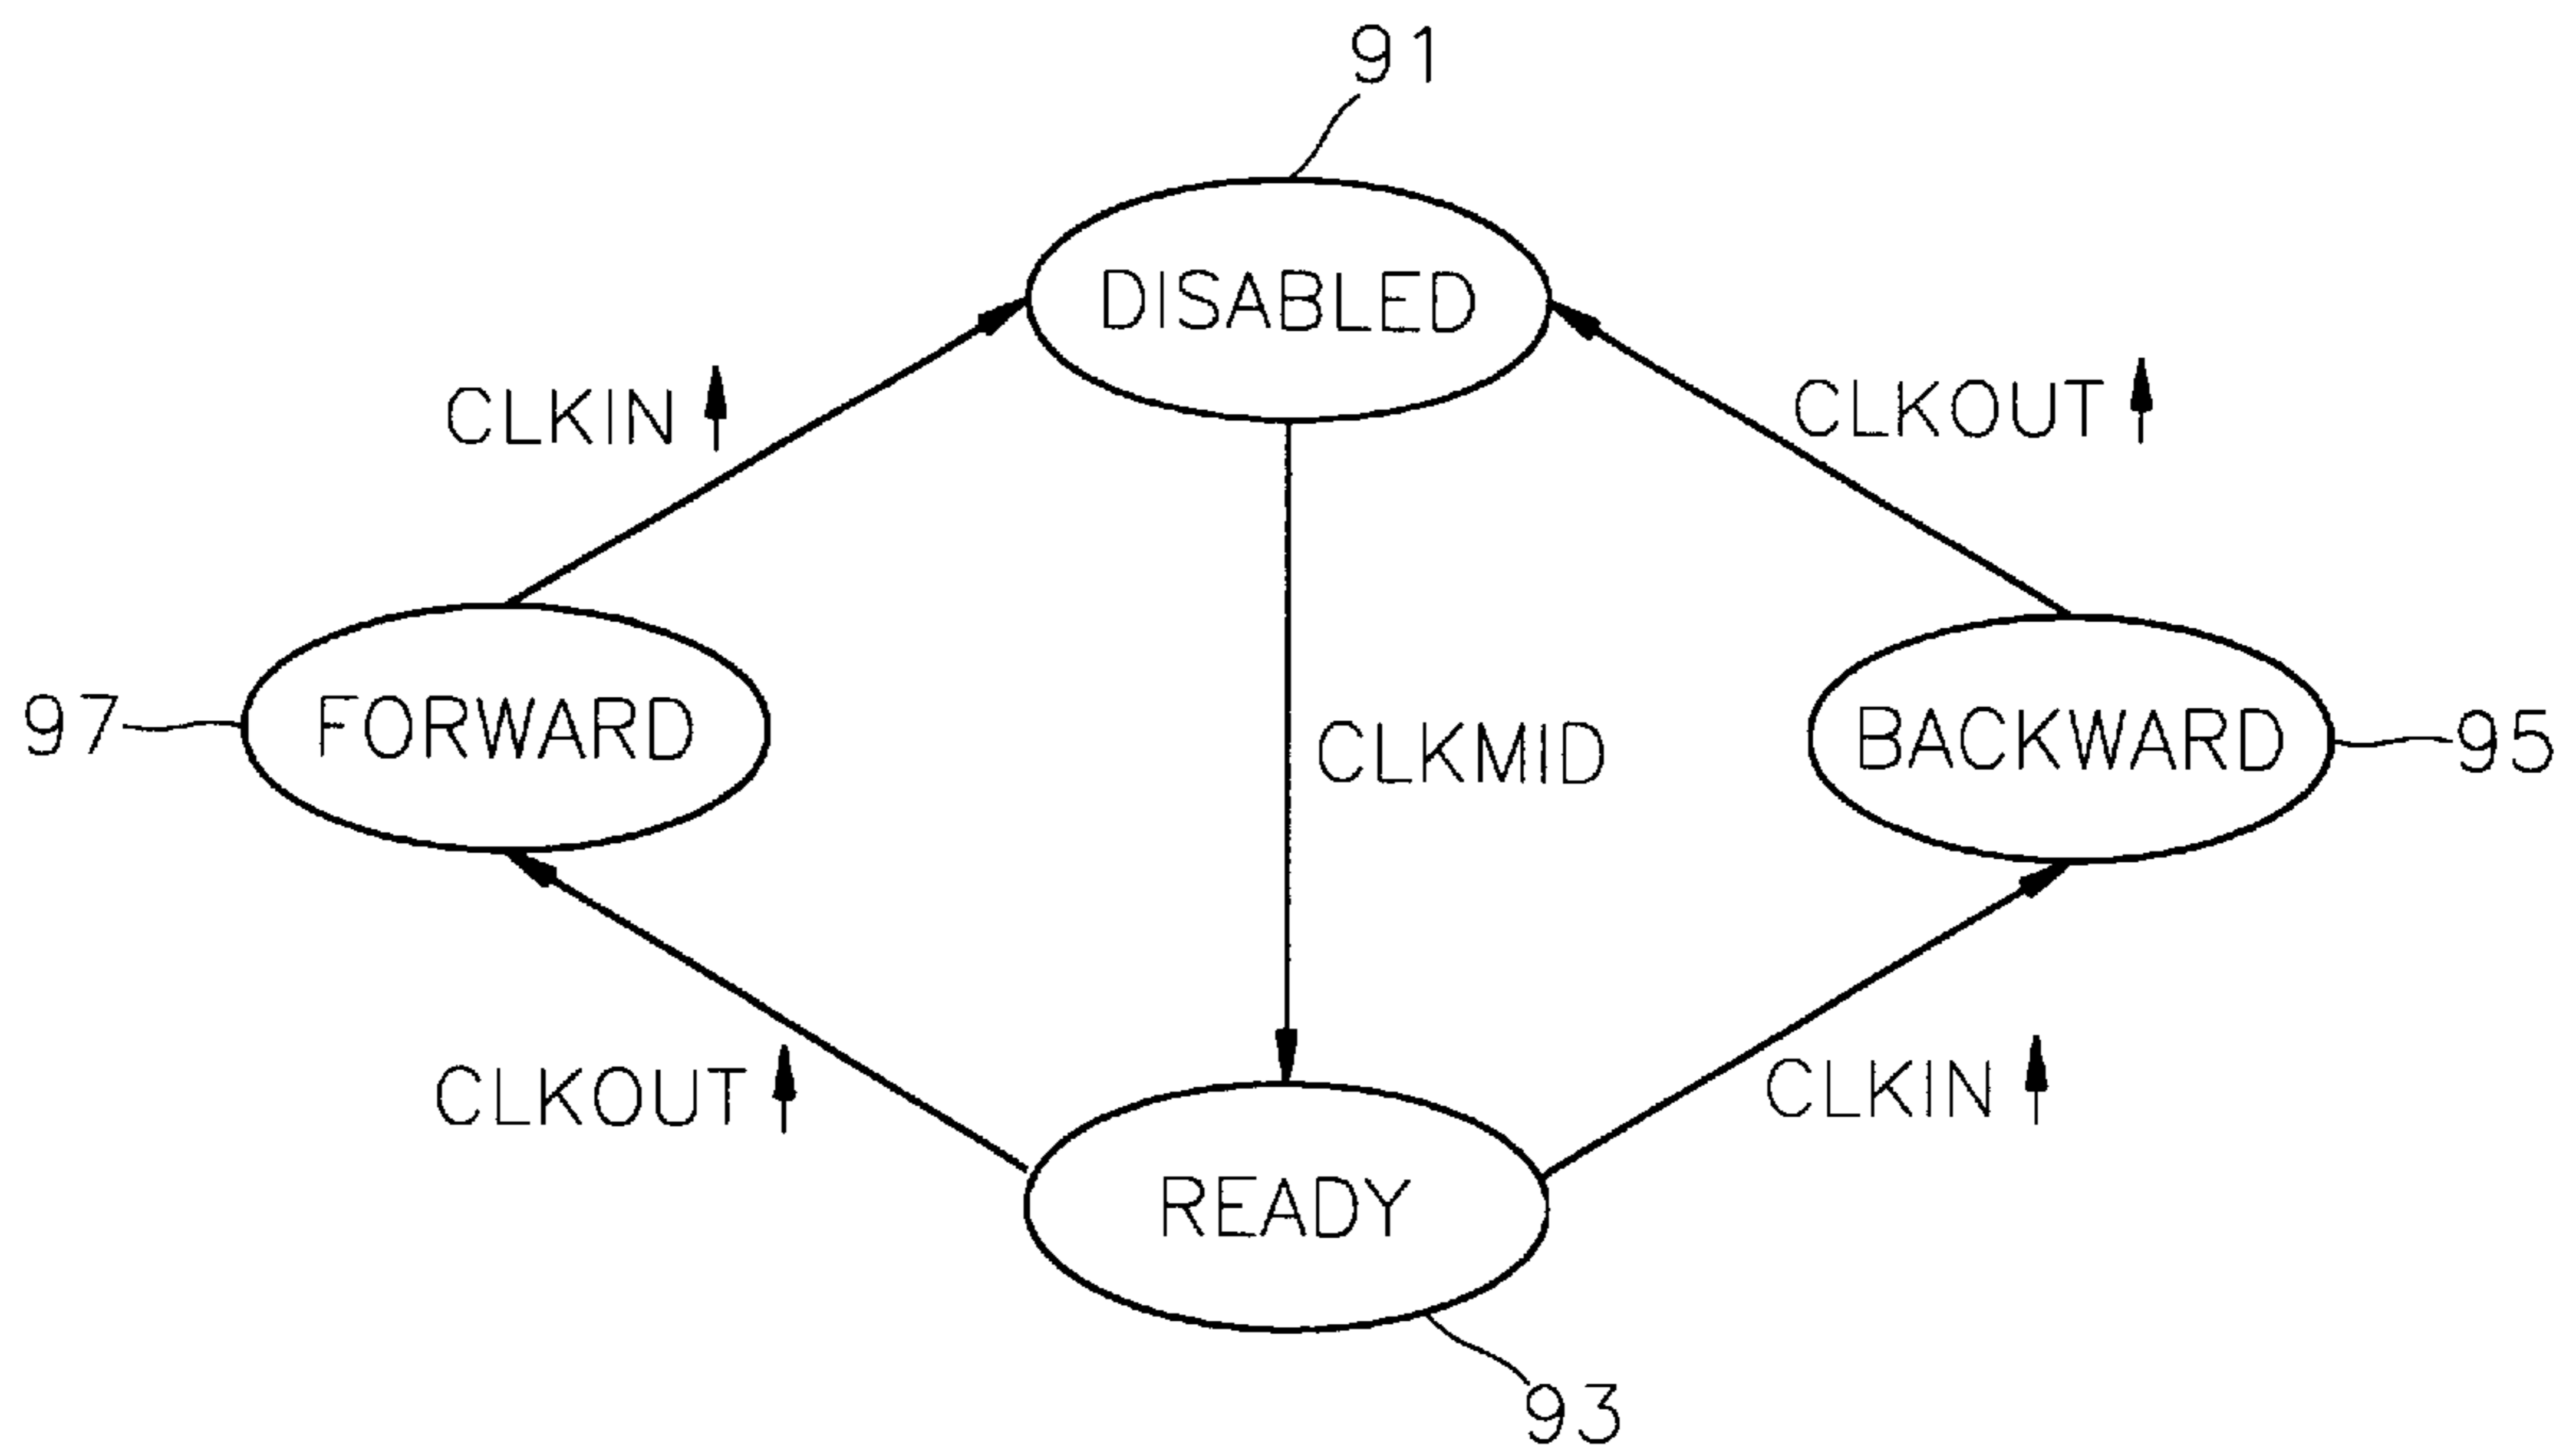 91
DISABLED
CLKIN ↑
CLKOUT ↑
97
FORWARD
CLKMID
BACKWARD
95
CLKOUT ↑
CLKIN ↑
READY
93